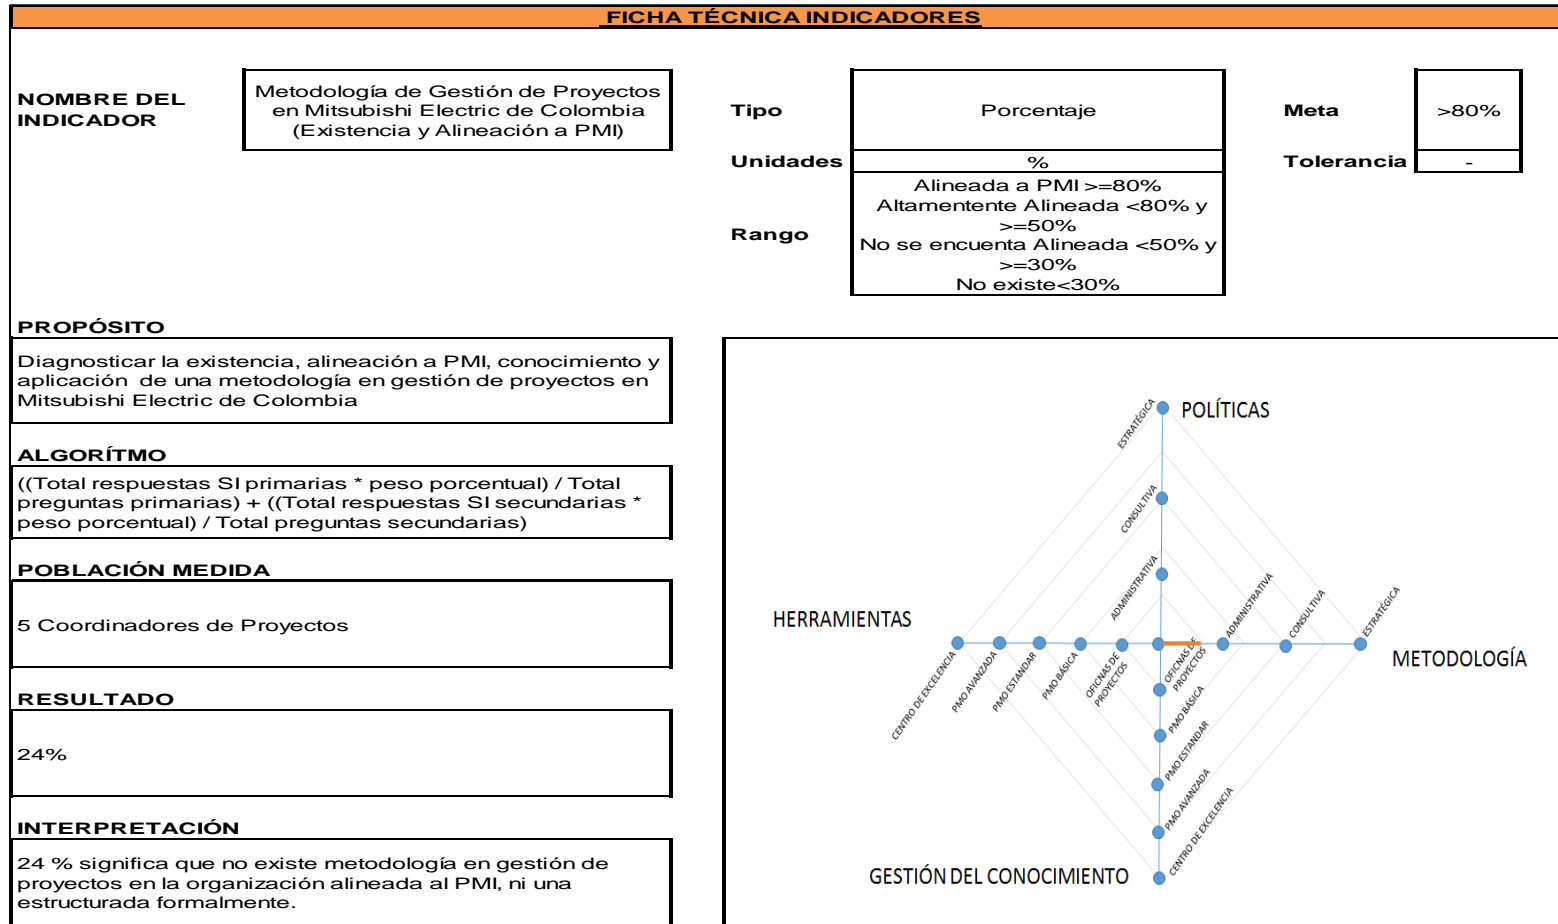 FICHA TÉCNICA INDICADORES
NOMBRE DEL
INDICADOR
Metodología de Gestión de Proyectos
en Mitsubishi Electric de Colombia
(Existencia y Alineación a PMI)
Tipo
Porcentaje
Meta
>80%
Unidades
%
Tolerancia
-
Rango
Alineada a PMI >=80%
Altamentente Alineada <80% y
>=50%
No se encuenta Alineada <50% y
>=30%
No existe<30%
PROPÓSITO
Diagnosticar la existencia, alineación a PMI, conocimiento y
aplicación de una metodología en gestión de proyectos en
Mitsubishi Electric de Colombia
ALGORÍTMO
((Total respuestas SI primarias * peso porcentual) / Total
preguntas primarias) + ((Total respuestas SI secundarias *
peso porcentual) / Total preguntas secundarias)
POBLACIÓN MEDIDA
5 Coordinadores de Proyectos
RESULTADO
24%
INTERPRETACIÓN
24 % significa que no existe metodología en gestión de
proyectos en la organización alineada al PMI, ni una
estructurada formalmente.
POLÍTICAS
ESTRATÉGICA
CONSULTIVA
ADMINISTRATIVA
HERRAMIENTAS
CENTRO DE EXCELENCIA
PMO AVANZADA
PMO ESTANDAR
PMO BÁSICA
OFICNAS DE
PROYECTOS
ADMINISTRATIVA
CONSULTIVA
ESTRATÉGICA
METODOLOGÍA
OFICNAS DE
PROYECTOS
PMO BÁSICA
PMO ESTANDAR
PMO AVANZADA
CENTRO DE EXCELENCIA
GESTIÓN DEL CONOCIMIENTO